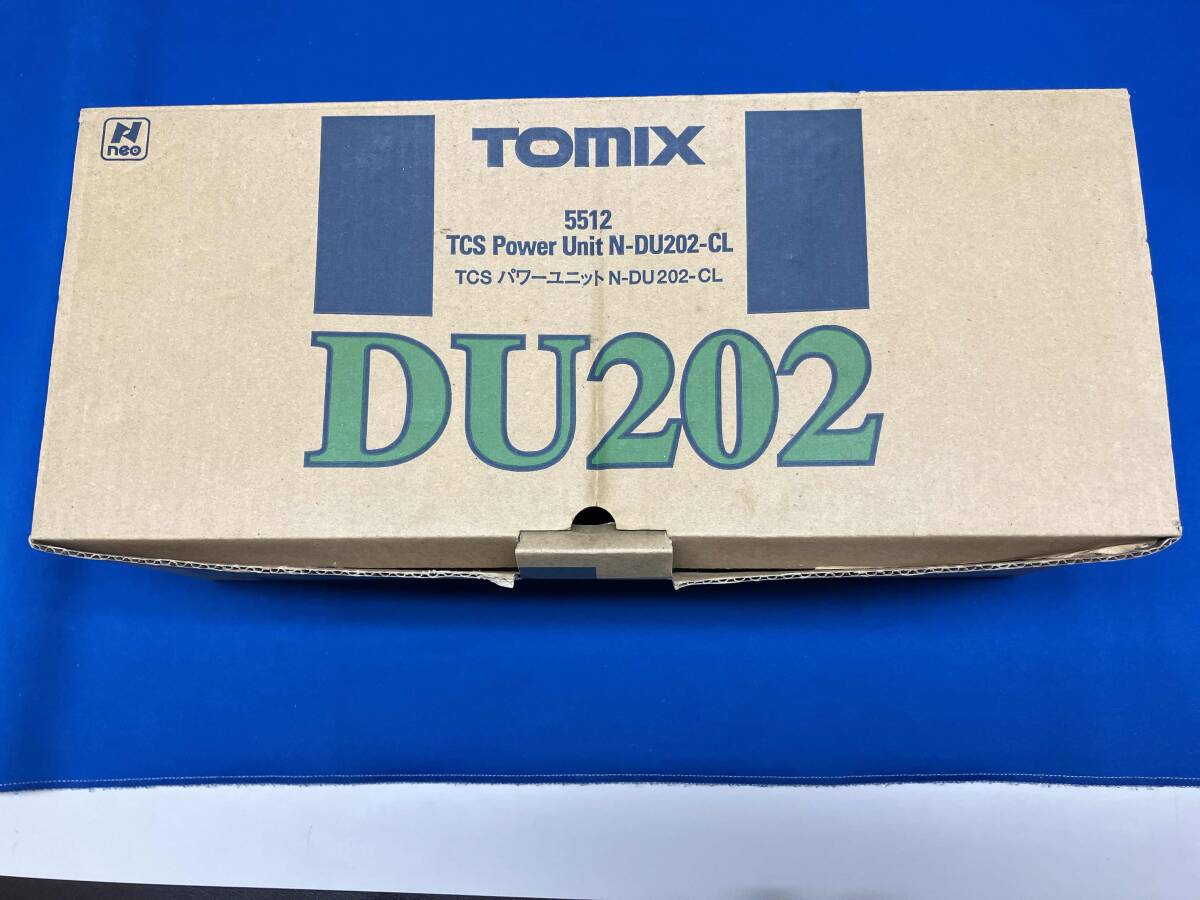 N
neo
TOMIX
5512
TCS Power Unit N-DU202-CL
TCS パワーユニット N-DU202-CL
DU202